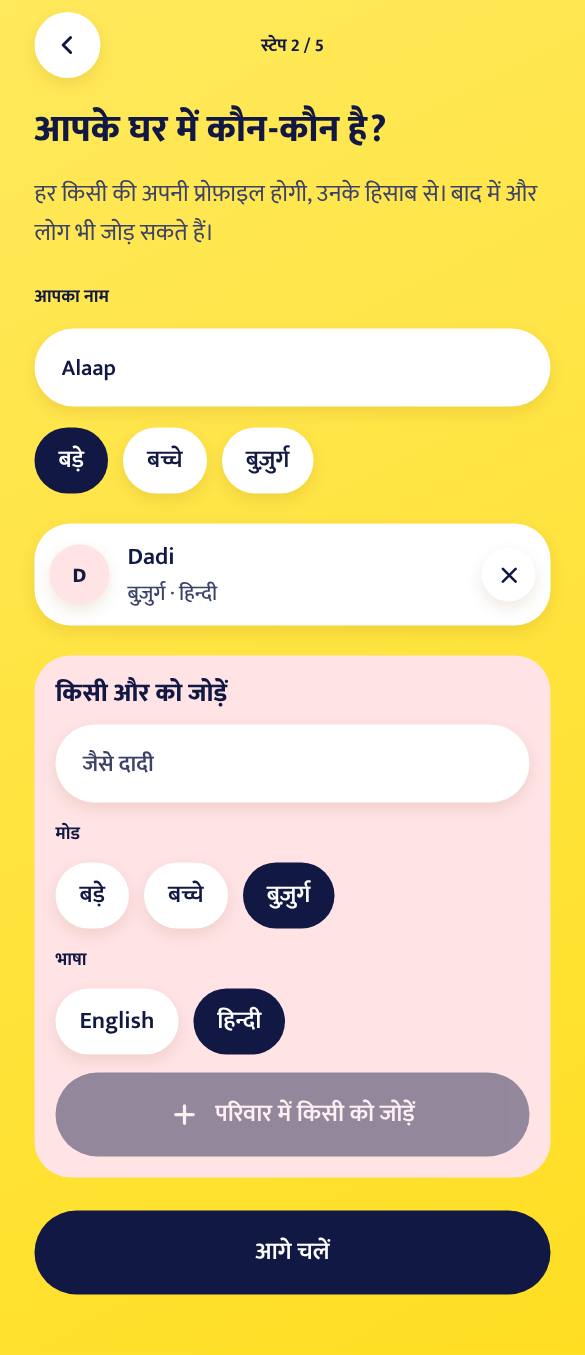 स्टेप 2 / 5
आपके घर में कौन-कौन है?
हर किसी की अपनी प्रोफ़ाइल होगी, उनके हिसाब से। बाद में और
लोग भी जोड़ सकते हैं।
आपका नाम
Alaap
बड़े बच्चे बुज़ुर्ग
D
Dadi
बुज़ुर्ग · हिन्दी
किसी और को जोड़ें
जैसे दादी
मोड
बड़े बच्चे बुज़ुर्ग
भाषा
English हिन्दी
+ परिवार में किसी को जोड़ें
आगे चलें